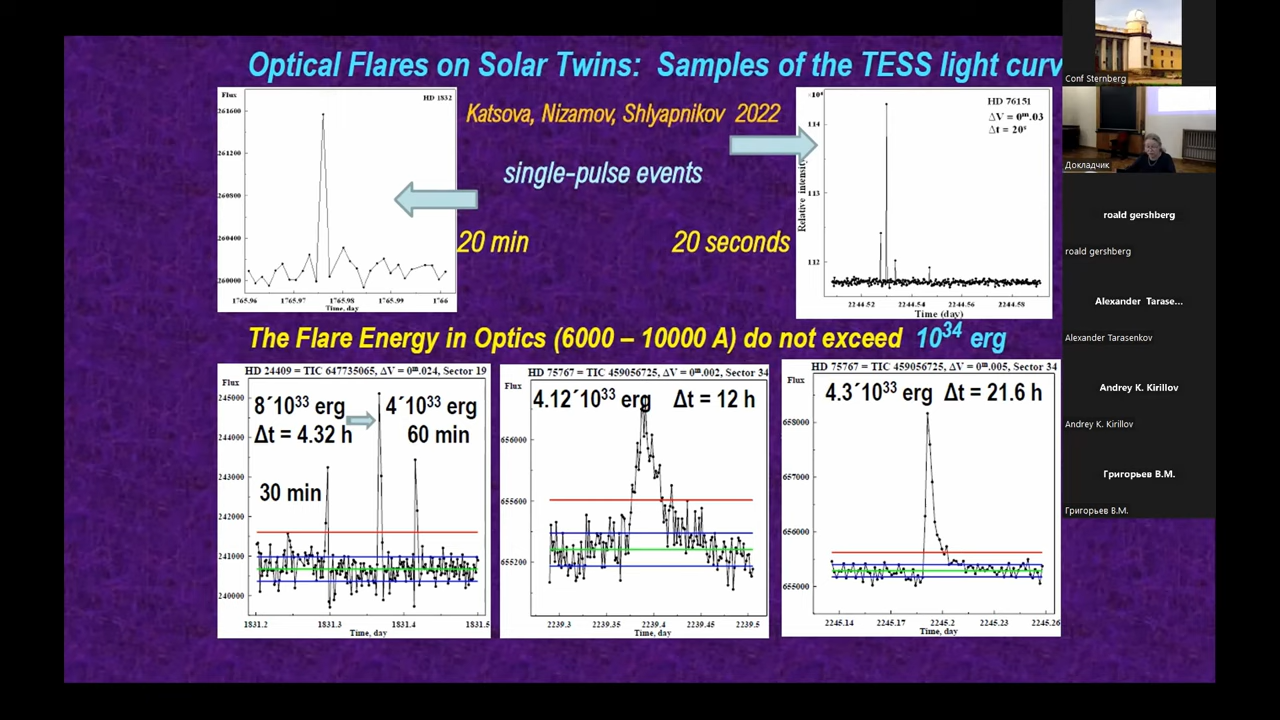 Optical Flares on Solar Twins: Samples of the TESS light curv
Katsova, Nizamov, Shlyapnikov 2022
single-pulse events
20 min
20 seconds
Flux
HD 1832
261600
261200
260800
260400
260000
1765.96 1765.97 1765.98 1765.99 1766
Time, day
HD 76151
ΔV = 0ᵐ.03
Δt = 20ˢ
114
113
112
Relative intensity
2244.52 2244.54 2244.56 2244.58
Time (day)
The Flare Energy in Optics (6000 – 10000 A) do not exceed 10³⁴ erg
HD 24409 = TIC 647735065, ΔV = 0ᵐ.024, Sector 19
Flux
8´10³³ erg
Δt = 4.32 h
4´10³³ erg
60 min
30 min
245000
244000
243000
242000
241000
240000
1831.2 1831.3 1831.4 1831.5
Time, day
HD 75767 = TIC 459056725, ΔV = 0ᵐ.002, Sector 34
Flux
4.12´10³³ erg Δt = 12 h
656000
655600
655200
2239.3 2239.35 2239.4 2239.45 2239.5
Time, day
HD 75767 = TIC 459056725, ΔV = 0ᵐ.005, Sector 34
Flux
4.3´10³³ erg Δt = 21.6 h
658000
657000
656000
655000
2245.14 2245.17 2245.2 2245.23 2245.26
Time, day
Conf Sternberg
Докладчик
roald gershberg
roald gershberg
Alexander Tarase...
Alexander Tarasenkov
Andrey K. Kirillov
Andrey K. Kirillov
Григорьев В.М.
Григорьев В.М.